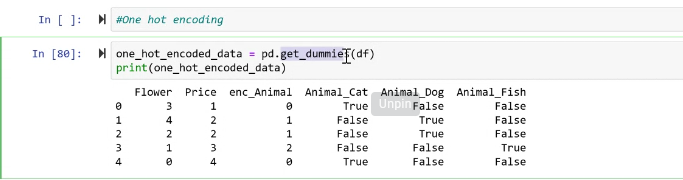 In [ ]: #One hot encoding
In [80]: one_hot_encoded_data = pd.get_dummies(df)
print(one_hot_encoded_data)
Flower Price enc_Animal Animal_Cat Animal_Dog Animal_Fish
0 3 1 0 True False False
1 4 2 1 False True False
2 2 2 1 False True False
3 1 3 2 False False True
4 0 4 0 True False False
Unpin